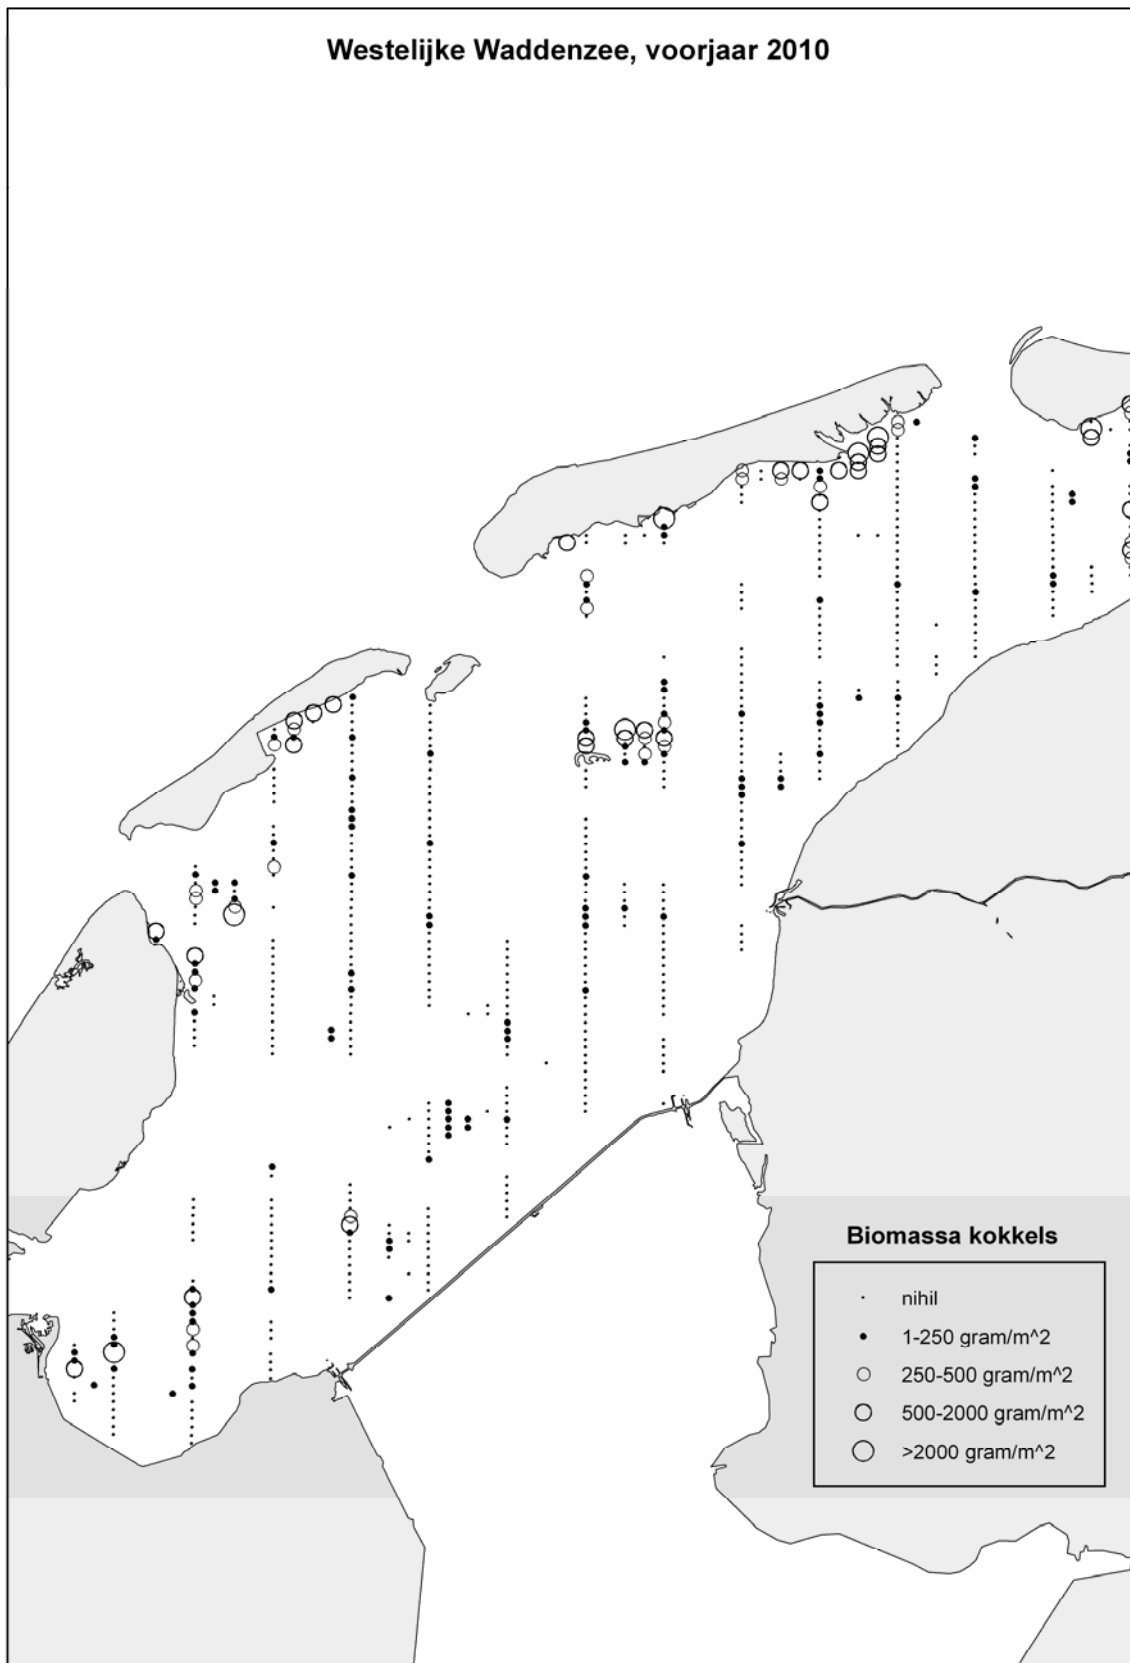 Westelijke Waddenzee, voorjaar 2010
Biomassa kokkels
nihil
1-250 gram/m^2
250-500 gram/m^2
500-2000 gram/m^2
>2000 gram/m^2